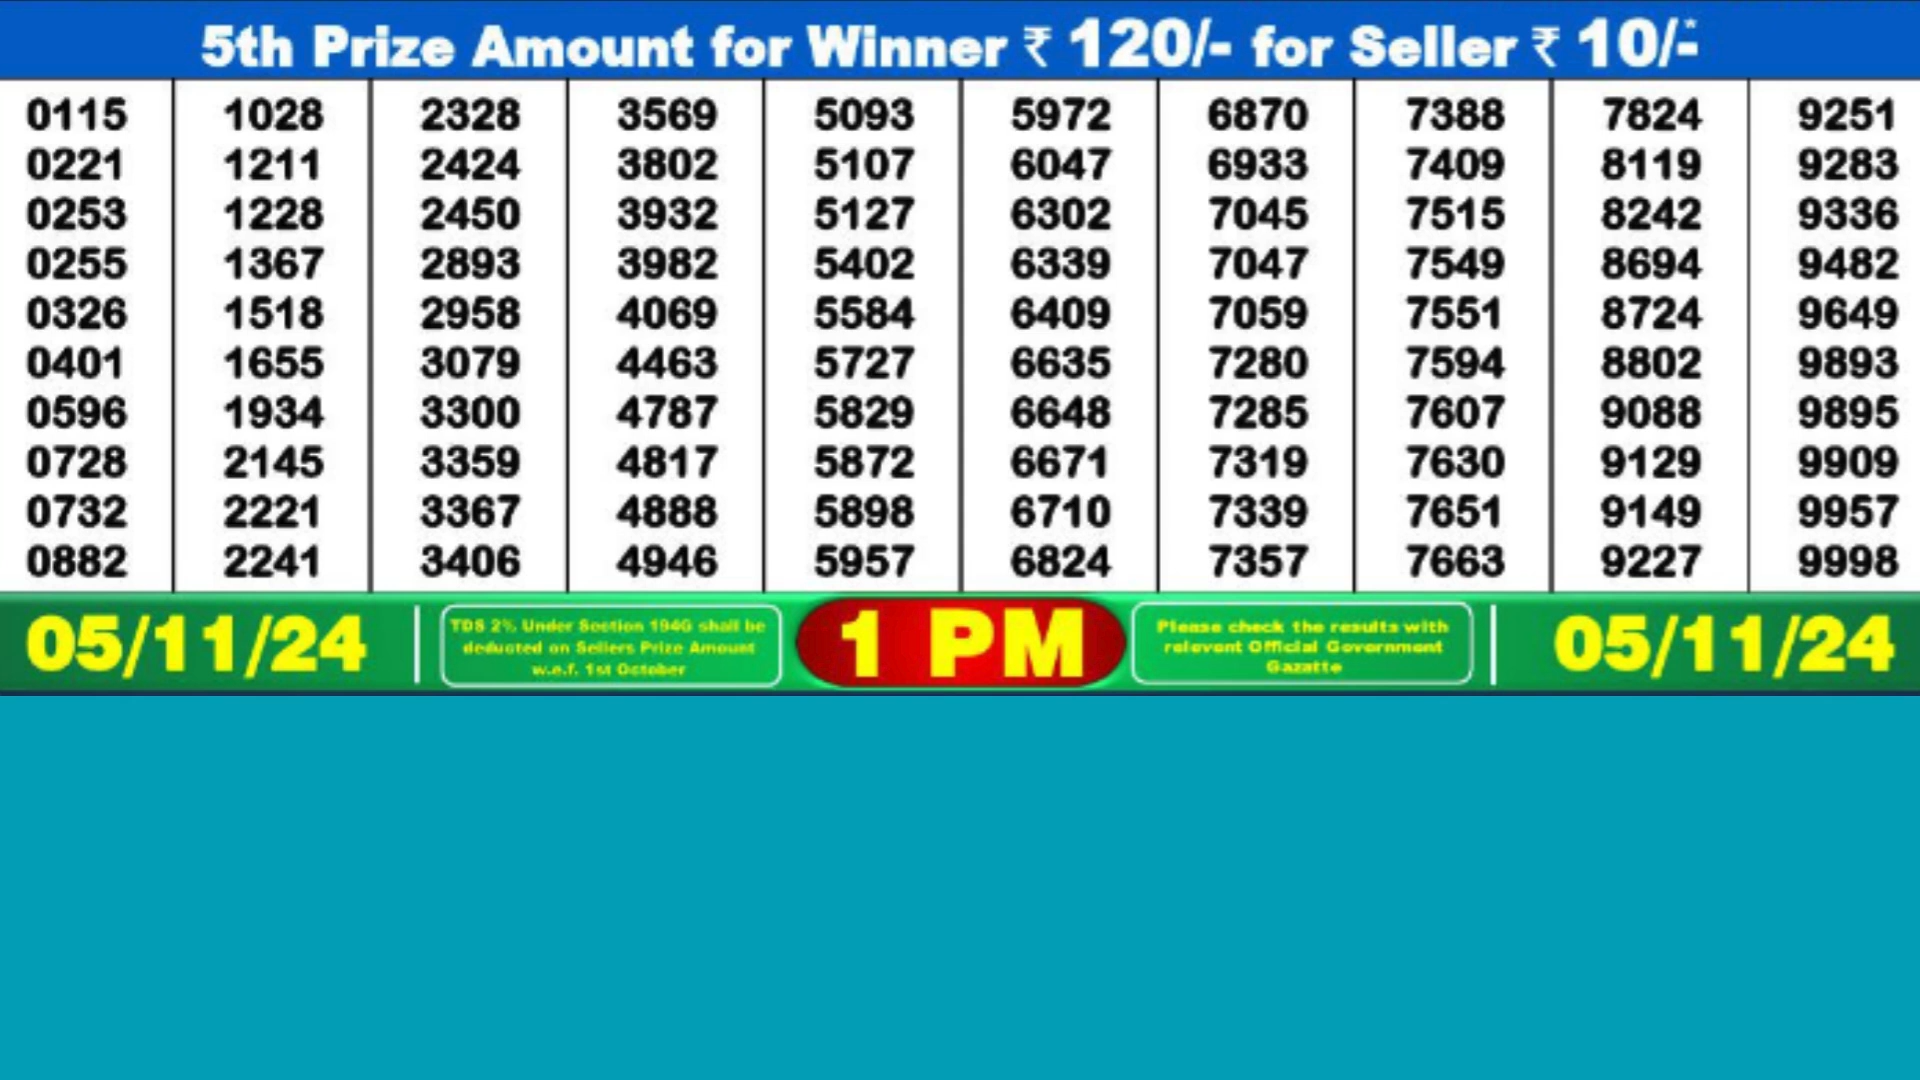 5th Prize Amount for Winner ₹ 120/- for Seller ₹ 10/-*
0115 1028 2328 3569 5093 5972 6870 7388 7824 9251
0221 1211 2424 3802 5107 6047 6933 7409 8119 9283
0253 1228 2450 3932 5127 6302 7045 7515 8242 9336
0255 1367 2893 3982 5402 6339 7047 7549 8694 9482
0326 1518 2958 4069 5584 6409 7059 7551 8724 9649
0401 1655 3079 4463 5727 6635 7280 7594 8802 9893
0596 1934 3300 4787 5829 6648 7285 7607 9088 9895
0728 2145 3359 4817 5872 6671 7319 7630 9129 9909
0732 2221 3367 4888 5898 6710 7339 7651 9149 9957
0882 2241 3406 4946 5957 6824 7357 7663 9227 9998
05/11/24
TDS 2% Under Section 194G shall be
deducted on Sellers Prize Amount
w.e.f. 1st October
1 PM
Please check the results with
relevent Official Government
Gazatte
05/11/24